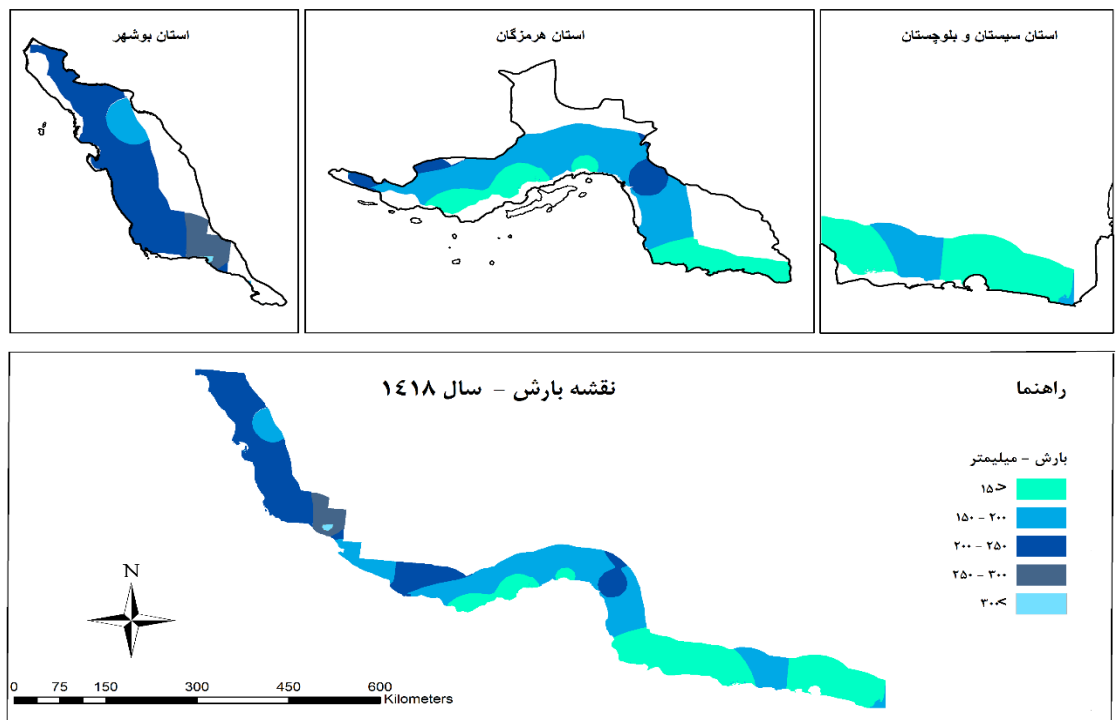 استان بوشهر
استان هرمزگان
استان سیستان و بلوچستان
نقشه بارش - سال ۱۴۱۸
راهنما
بارش - میلیمتر
<۱۵۰
۱۵۰ - ۲۰۰
۲۰۰ - ۲۵۰
۲۵۰ - ۳۰۰
>۳۰۰
N
0 75 150 300 450 600
Kilometers